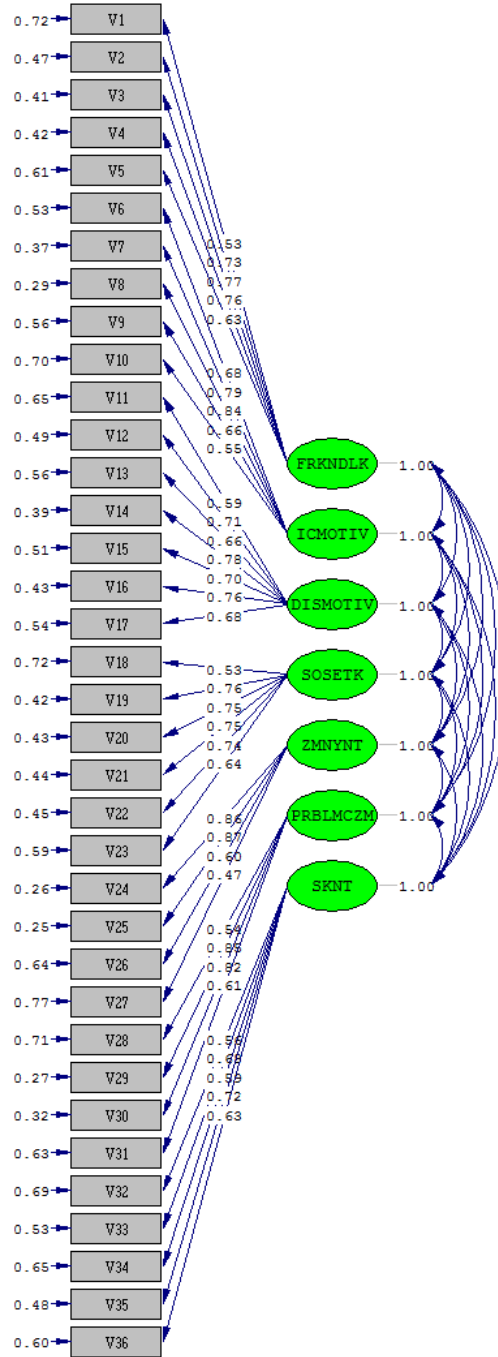 0.72 V1
0.47 V2
0.41 V3
0.42 V4
0.61 V5
0.53 V6
0.37 V7
0.29 V8
0.56 V9
0.70 V10
0.65 V11
0.49 V12
0.56 V13
0.39 V14
0.51 V15
0.43 V16
0.54 V17
0.72 V18
0.42 V19
0.43 V20
0.44 V21
0.45 V22
0.59 V23
0.26 V24
0.25 V25
0.64 V26
0.77 V27
0.71 V28
0.27 V29
0.32 V30
0.63 V31
0.69 V32
0.53 V33
0.65 V34
0.48 V35
0.60 V36
0.53
0.73
0.77
0.76
0.63
0.68
0.79
0.84
0.66
0.55
0.59
0.71
0.66
0.78
0.70
0.76
0.68
0.53
0.76
0.75
0.75
0.74
0.64
0.86
0.87
0.60
0.47
0.54
0.85
0.82
0.61
0.56
0.68
0.59
0.72
0.63
FRKNDLK 1.00
ICMOTIV 1.00
DISMOTIV 1.00
SOSETK 1.00
ZMNYNT 1.00
PRBLMCZM 1.00
SKNT 1.00